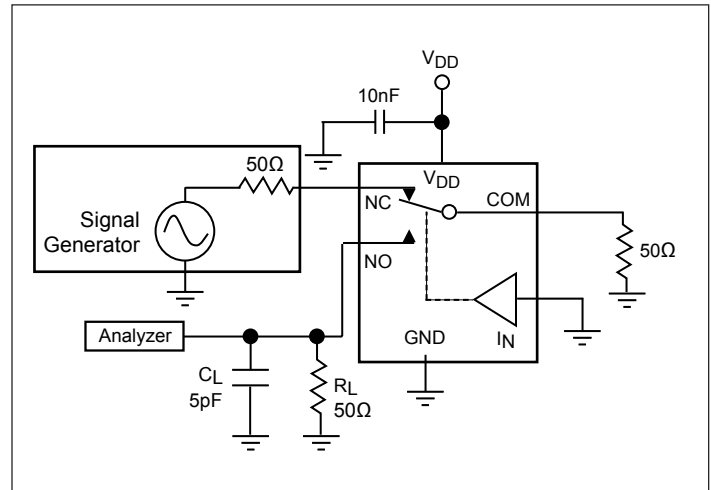 VDD
10nF
50Ω
VDD
Signal
Generator
NC
COM
NO
50Ω
Analyzer
GND
IN
CL
5pF
RL
50Ω